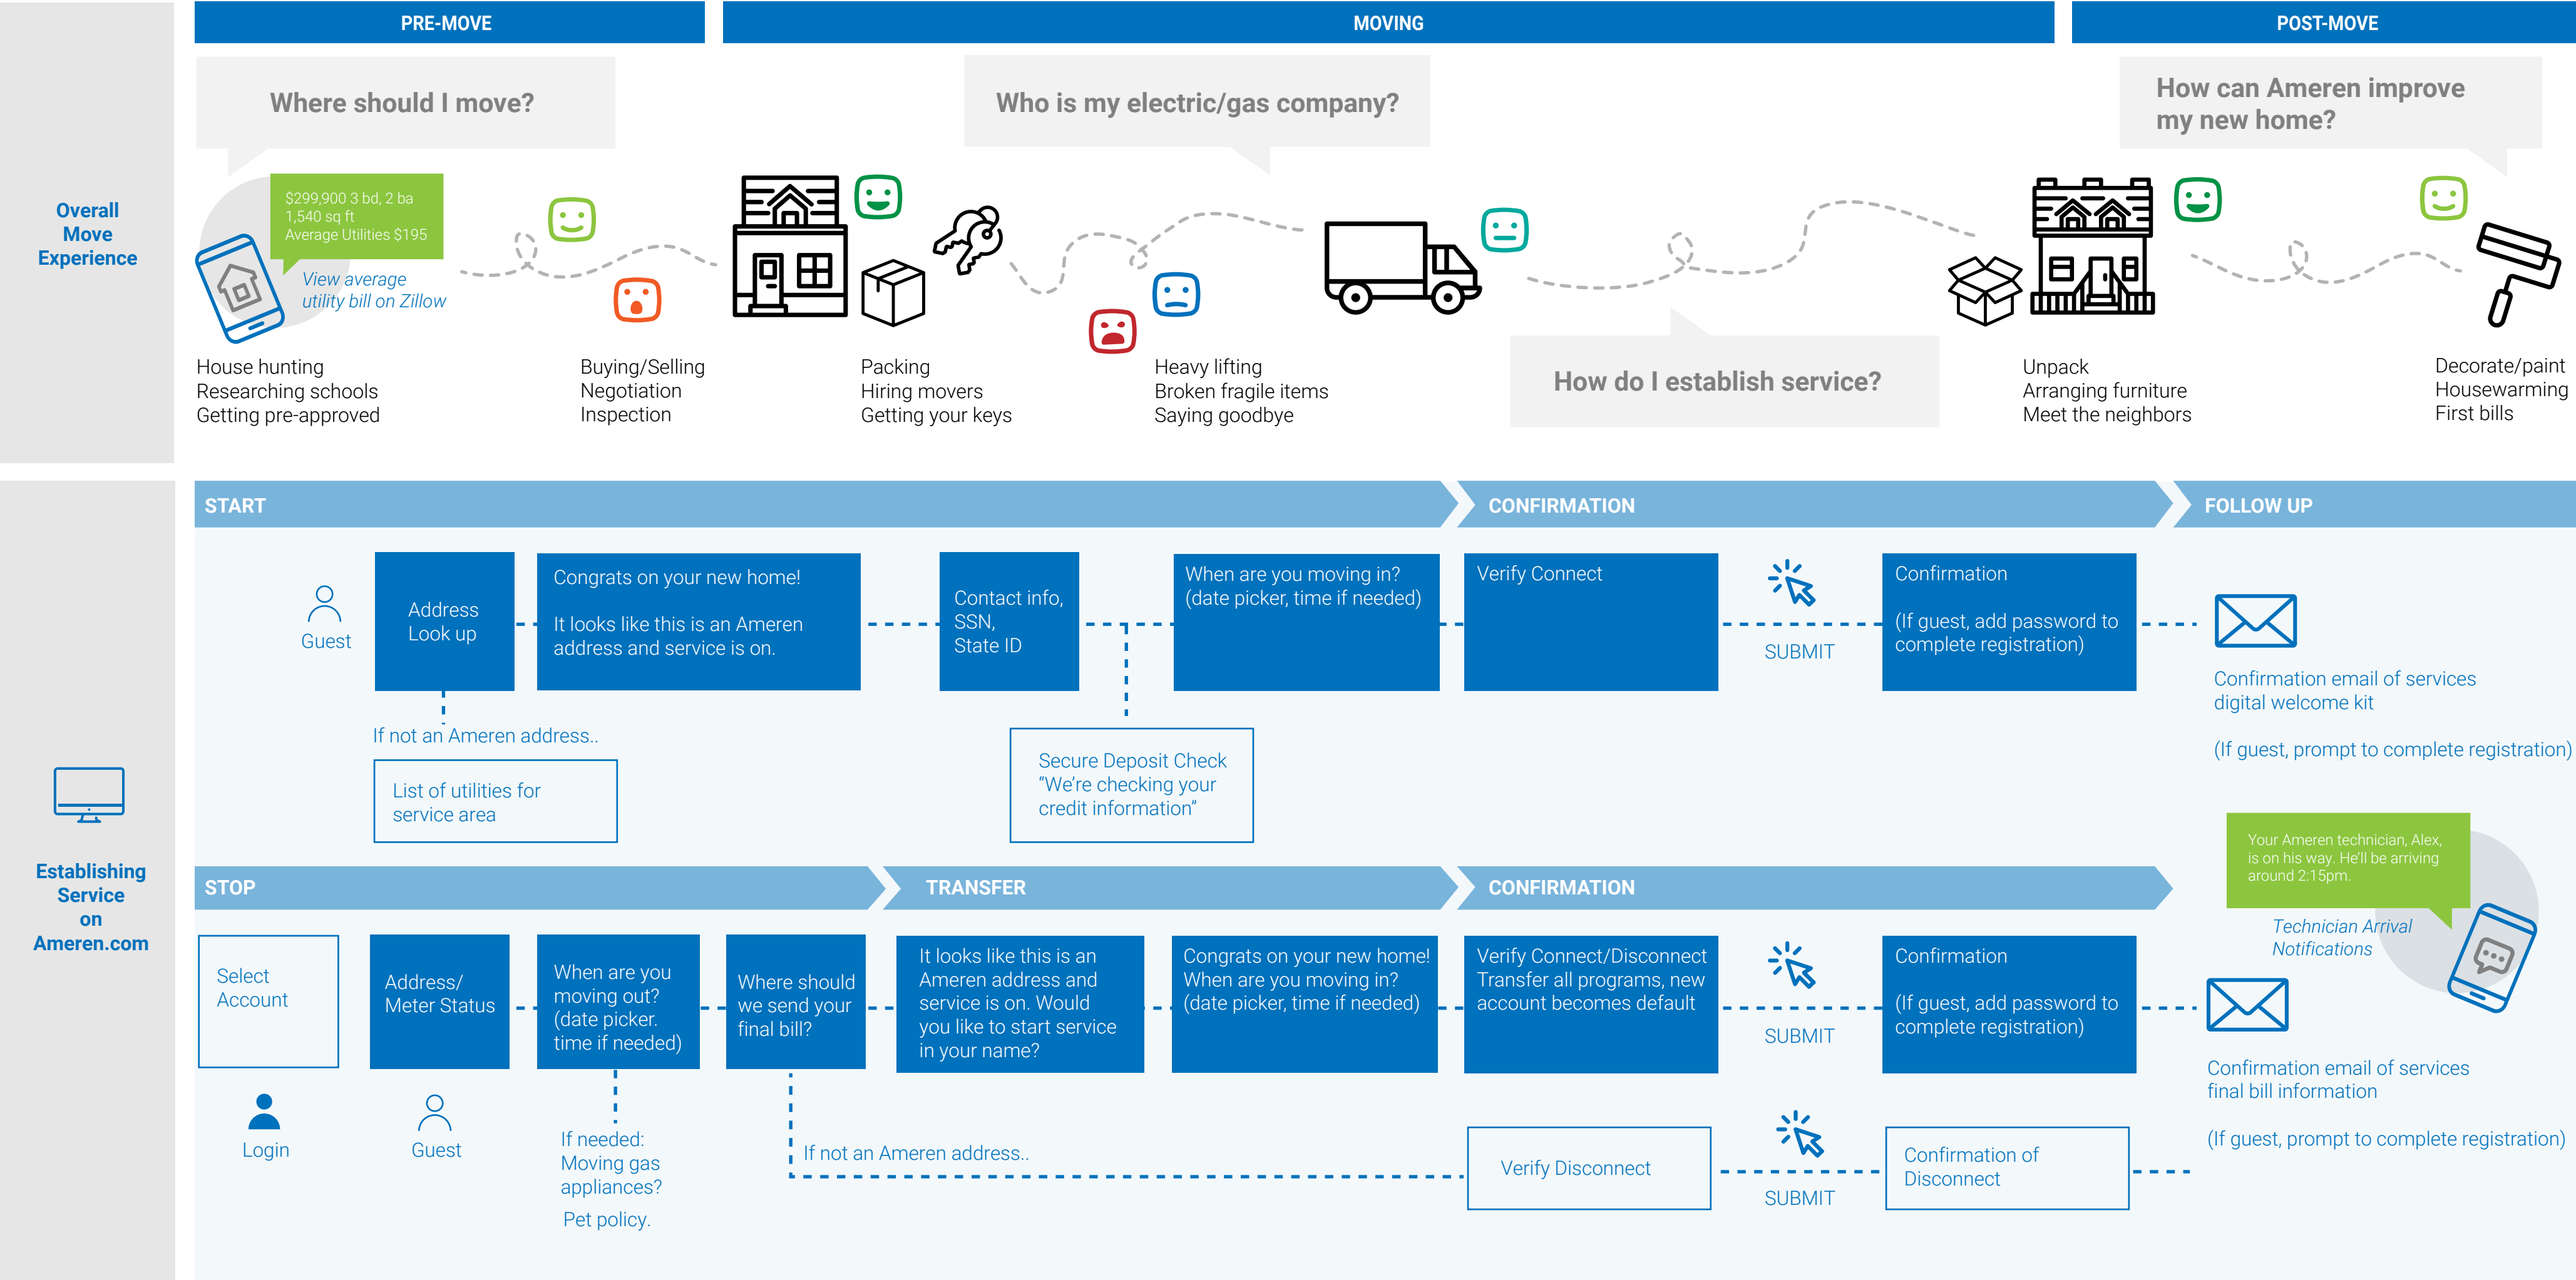 PRE-MOVE
MOVING
POST-MOVE
Overall
Move
Experience
Where should I move?
Who is my electric/gas company?
How can Ameren improve
my new home?
$299,900 3 bd, 2 ba
1,540 sq ft
Average Utilities $195
View average
utility bill on Zillow
House hunting
Researching schools
Getting pre-approved
Buying/Selling
Negotiation
Inspection
Packing
Hiring movers
Getting your keys
Heavy lifting
Broken fragile items
Saying goodbye
How do I establish service?
Unpack
Arranging furniture
Meet the neighbors
Decorate/paint
Housewarming
First bills
Establishing
Service
on
Ameren.com
START
CONFIRMATION
FOLLOW UP
Guest
Address
Look up
Congrats on your new home!
It looks like this is an Ameren
address and service is on.
Contact info,
SSN,
State ID
When are you moving in?
(date picker, time if needed)
Verify Connect
SUBMIT
Confirmation
(If guest, add password to
complete registration)
Confirmation email of services
digital welcome kit
(If guest, prompt to complete registration)
If not an Ameren address..
List of utilities for
service area
Secure Deposit Check
“We’re checking your
credit information”
STOP
TRANSFER
CONFIRMATION
Your Ameren technician, Alex,
is on his way. He’ll be arriving
around 2:15pm.
Technician Arrival
Notifications
Select
Account
Login
Address/
Meter Status
Guest
When are you
moving out?
(date picker.
time if needed)
If needed:
Moving gas
appliances?
Pet policy.
Where should
we send your
final bill?
It looks like this is an
Ameren address and
service is on. Would
you like to start service
in your name?
Congrats on your new home!
When are you moving in?
(date picker, time if needed)
Verify Connect/Disconnect
Transfer all programs, new
account becomes default
SUBMIT
Confirmation
(If guest, add password to
complete registration)
Confirmation email of services
final bill information
(If guest, prompt to complete registration)
If not an Ameren address..
Verify Disconnect
SUBMIT
Confirmation of
Disconnect